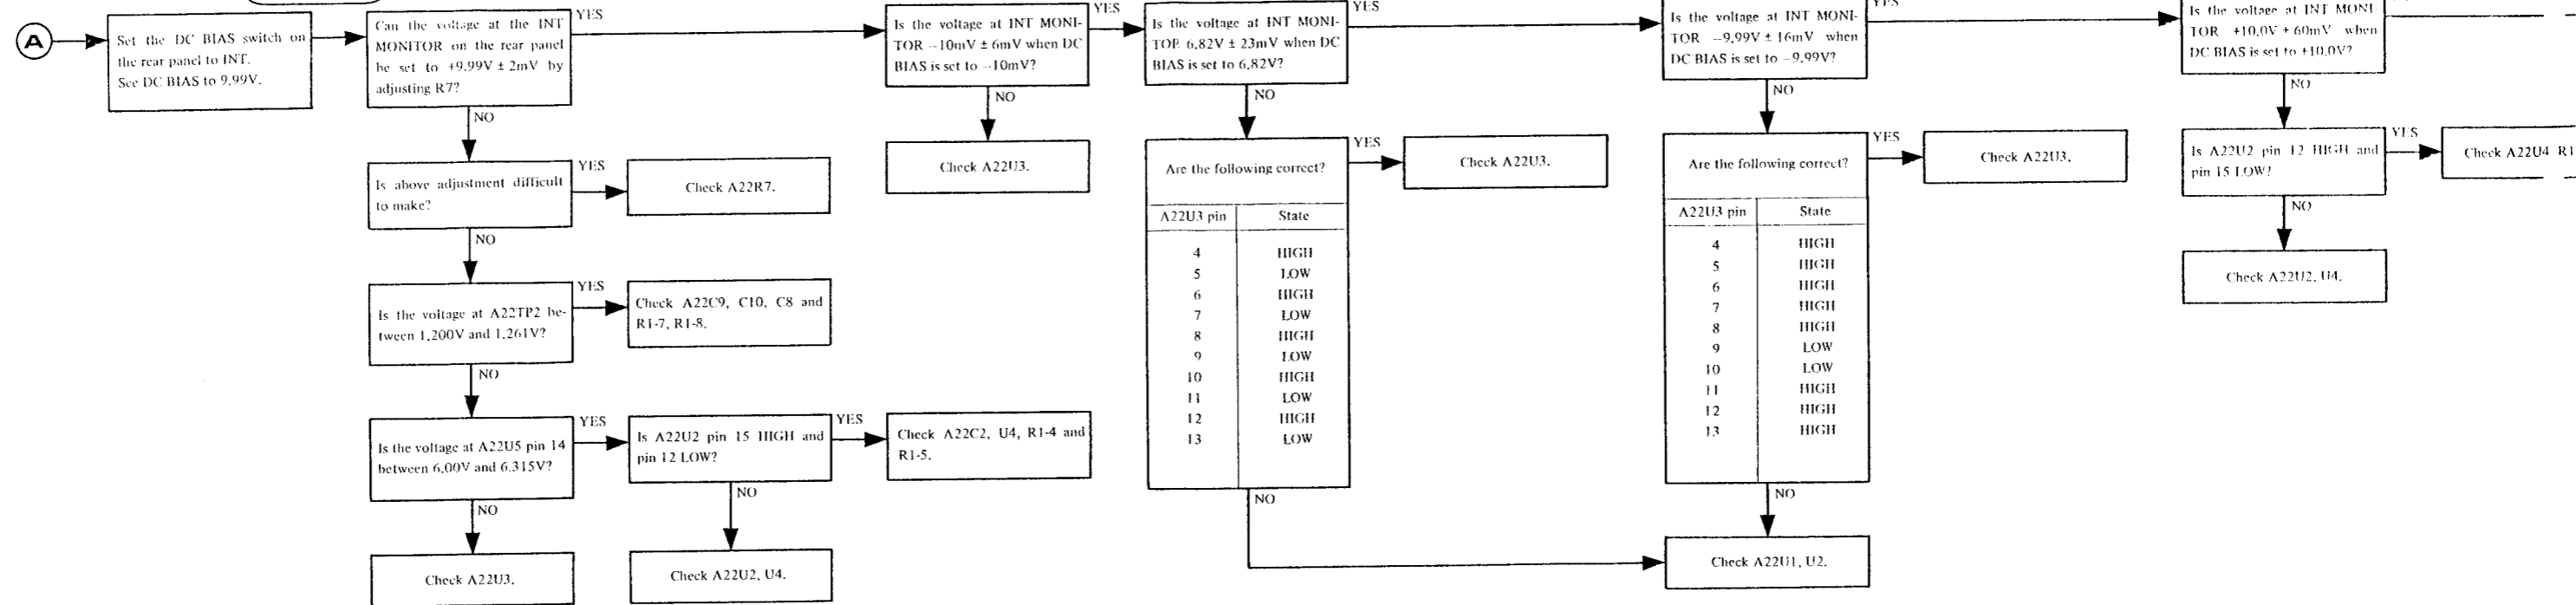 A
Set the DC BIAS switch on
the rear panel to INT.
See DC BIAS to 9.99V.
Can the voltage at the INT
MONITOR on the rear panel
be set to +9.99V ± 2mV by
adjusting R7?
YES
NO
Is above adjustment difficult
to make?
YES
Check A22R7.
NO
Is the voltage at A22TP2 be-
tween 1.200V and 1.261V?
YES
Check A22C9, C10, C8 and
R1-7, R1-8.
NO
Is the voltage at A22U5 pin 14
between 6.00V and 6.315V?
YES
Is A22U2 pin 15 HIGH and
pin 12 LOW?
YES
Check A22C2, U4, R1-4 and
R1-5.
NO
Check A22U3.
NO
Check A22U2, U4.
Is the voltage at INT MONI-
TOR -10mV ± 6mV when DC
BIAS is set to -10mV?
YES
NO
Check A22U3.
Is the voltage at INT MONI-
TOR 6.82V ± 23mV when DC
BIAS is set to 6.82V?
YES
NO
Are the following correct?
YES
Check A22U3.
A22U3 pin State
4 HIGH
5 LOW
6 HIGH
7 LOW
8 HIGH
9 LOW
10 HIGH
11 LOW
12 HIGH
13 LOW
NO
Is the voltage at INT MONI-
TOR -9.99V ± 16mV when
DC BIAS is set to -9.99V?
YES
NO
Are the following correct?
YES
Check A22U3.
A22U3 pin State
4 HIGH
5 HIGH
6 HIGH
7 HIGH
8 HIGH
9 LOW
10 LOW
11 HIGH
12 HIGH
13 HIGH
NO
Check A22U1, U2.
Is the voltage at INT MONI-
TOR +10.0V ± 60mV when
DC BIAS is set to +10.0V?
NO
Is A22U2 pin 12 HIGH and
pin 15 LOW?
YES
Check A22U4 R1
NO
Check A22U2, U4.